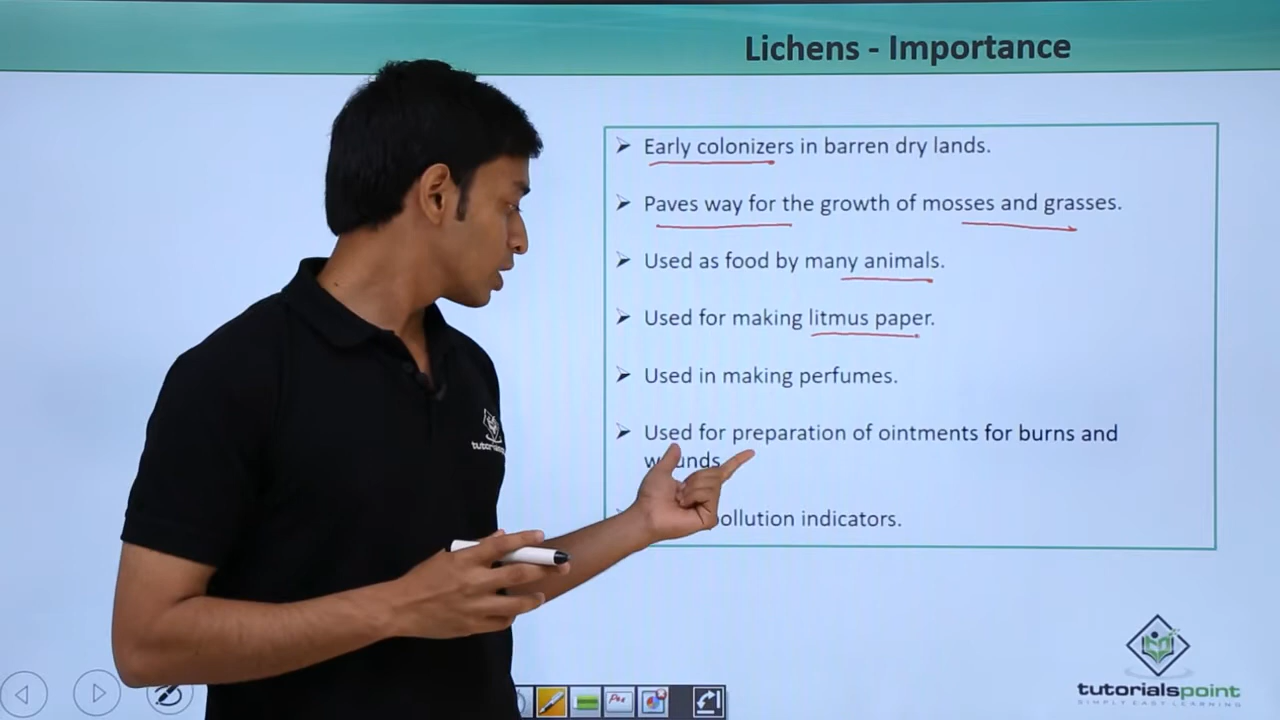 Lichens - Importance
Early colonizers in barren dry lands.
Paves way for the growth of mosses and grasses.
Used as food by many animals.
Used for making litmus paper.
Used in making perfumes.
Used for preparation of ointments for burns and
wounds
pollution indicators.
tutorialspoint
SIMPLY EASY LEARNING